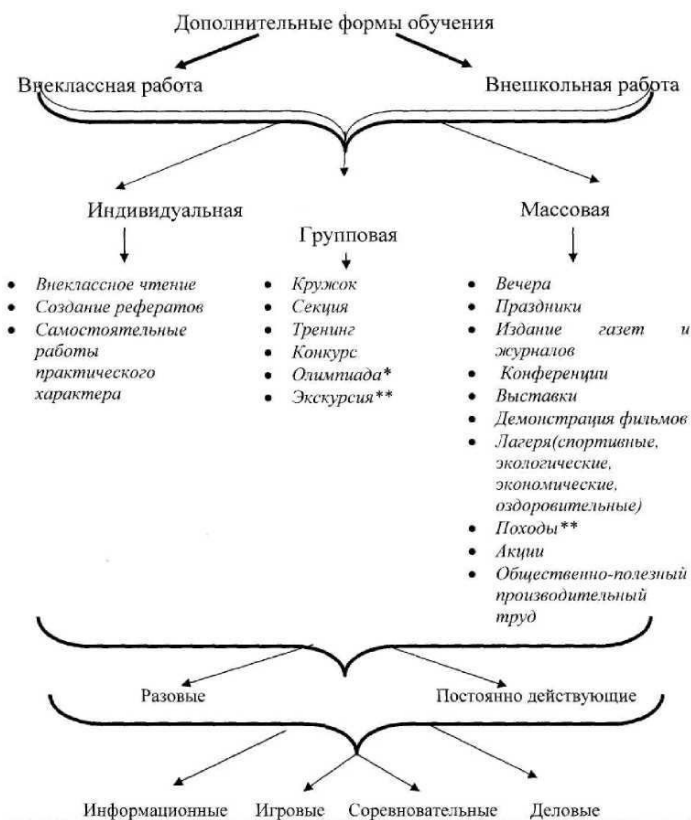 Дополнительные формы обучения
Внеклассная работа
Внешкольная работа
Индивидуальная
Групповая
Массовая
• Внеклассное чтение
• Создание рефератов
• Самостоятельные
работы
практического
характера
• Кружок
• Секция
• Тренинг
• Конкурс
• Олимпиада*
• Экскурсия**
• Вечера
• Праздники
• Издание газет и
журналов
• Конференции
• Выставки
• Демонстрация фильмов
• Лагеря(спортивные,
экологические,
экономические,
оздоровительные)
• Походы**
• Акции
• Общественно-полезный
производительный
труд
Разовые
Постоянно действующие
Информационные
Игровые
Соревновательные
Деловые